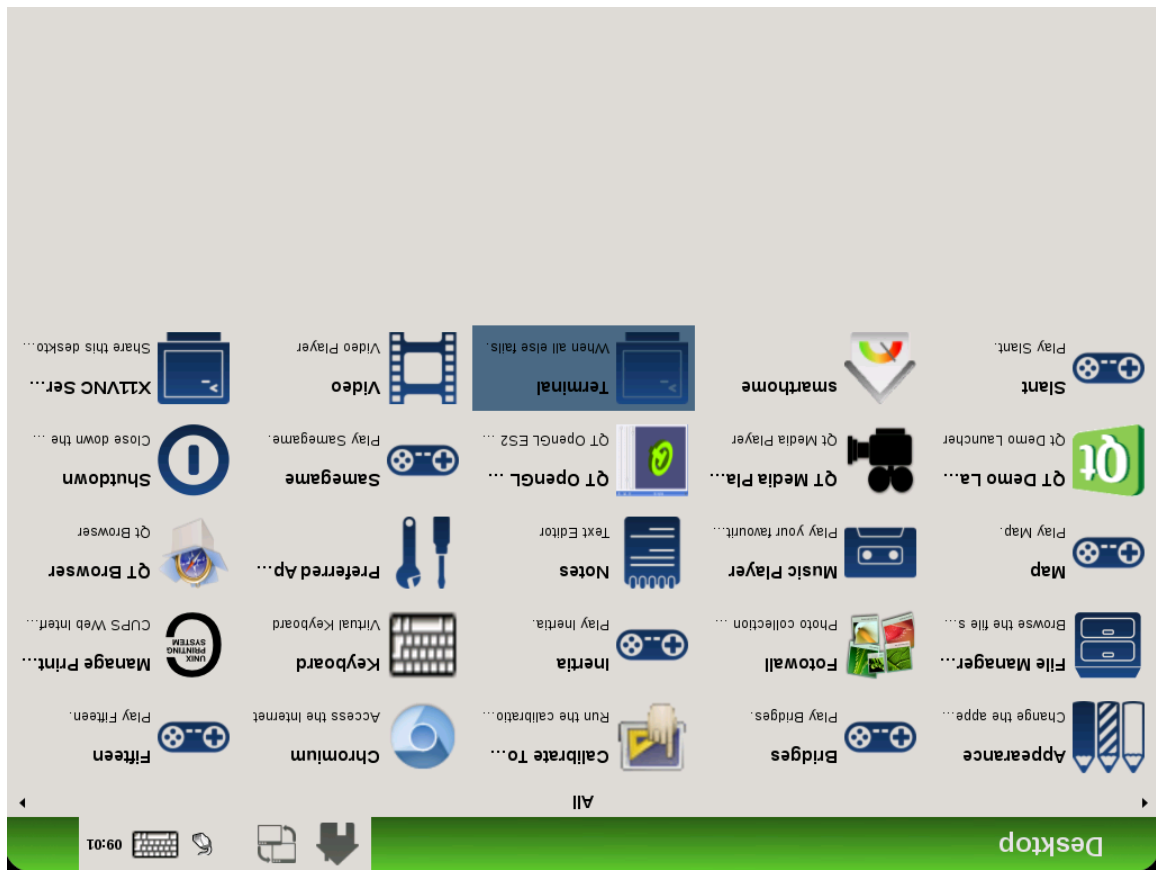 Desktop
09:01
All
Appearance
Change the appe...
Bridges
Play Bridges.
Calibrate To...
Run the calibratio...
Chromium
Access the Internet
Fifteen
Play Fifteen.
File Manager...
Browse the file s...
Fotowall
Photo collection ...
Inertia
Play Inertia.
Keyboard
Virtual Keyboard
UNIX
PRINTING
SYSTEM
Manage Print...
CUPS Web Interf...
Map
Play Map.
Music Player
Play your favourit...
Notes
Text Editor
Preferred Ap...
QT Browser
Qt Browser
Qt
QT Demo La...
Qt Demo Launcher
QT Media Pla...
Qt Media Player
QT OpenGL ...
QT OpenGL ES2 ...
Samegame
Play Samegame.
Shutdown
Close down the ...
Slant
Play Slant.
smarthome
Terminal
When all else fails.
Video
Video Player
X11VNC Ser...
Share this deskto...